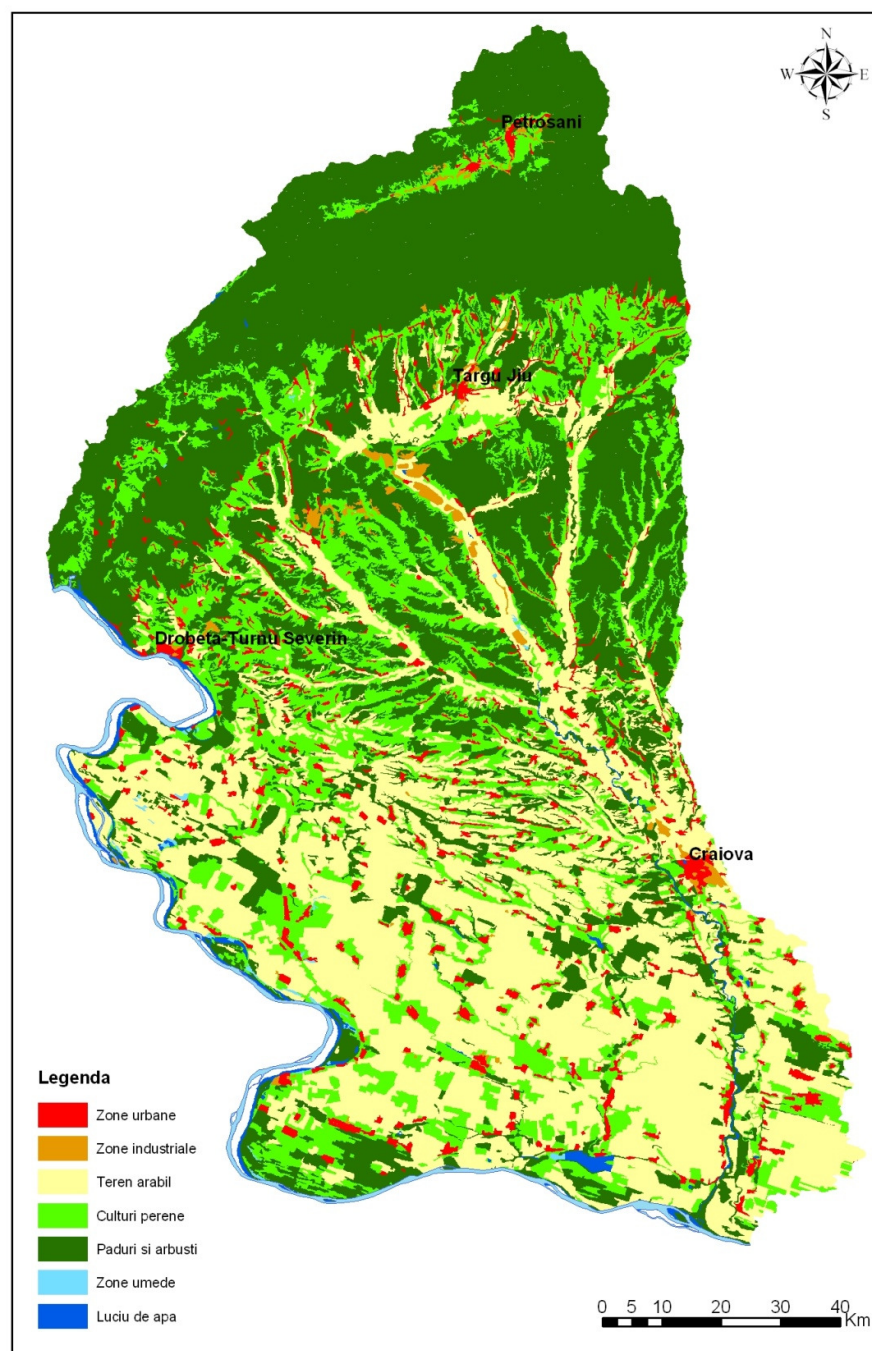 N
W E
S
Petrosani
Targu Jiu
Drobeta-Turnu Severin
Craiova
Legenda
Zone urbane
Zone industriale
Teren arabil
Culturi perene
Paduri si arbusti
Zone umede
Luciu de apa
0 5 10 20 30 40
Km